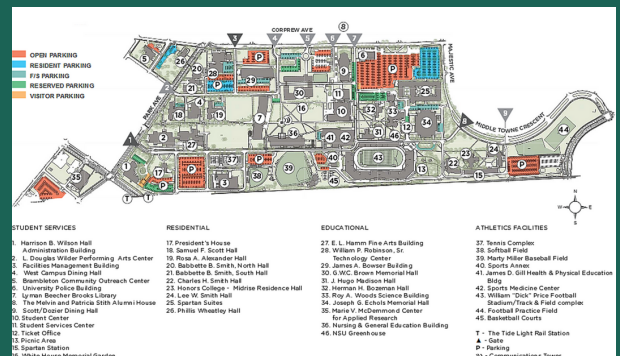 CORPREW AVE
MAJESTIC AVE
PARK AVE
MIDDLE TOWNE CRESCENT
OPEN PARKING
RESIDENT PARKING
F/S PARKING
RESERVED PARKING
VISITOR PARKING
STUDENT SERVICES
1. Harrison B. Wilson Hall
Administration Building
2. L. Douglas Wilder Performing Arts Center
3. Facilities Management Building
4. West Campus Dining Hall
5. Brambleton Community Outreach Center
6. University Police Building
7. Lyman Beecher Brooks Library
8. The Melvin and Patricia Stith Alumni House
9. Scott/Dozier Dining Hall
10. Student Center
11. Student Services Center
12. Ticket Office
13. Picnic Area
15. Spartan Station
16. White House Memorial Garden
RESIDENTIAL
17. President's House
18. Samuel F. Scott Hall
19. Rosa A. Alexander Hall
20. Babbette B. Smith, North Hall
21. Babbette B. Smith, South Hall
22. Charles H. Smith Hall
23. Honors College - Midrise Residence Hall
24. Lee W. Smith Hall
25. Spartan Suites
26. Phillis Wheatley Hall
EDUCATIONAL
27. E. L. Hamm Fine Arts Building
28. William P. Robinson, Sr.
Technology Center
29. James A. Bowser Building
30. G.W.C. Brown Memorial Hall
31. J. Hugo Madison Hall
32. Herman H. Bozeman Hall
33. Roy A. Woods Science Building
34. Joseph G. Echols Memorial Hall
35. Marie V. McDemmond Center
for Applied Research
36. Nursing & General Education Building
46. NSU Greenhouse
ATHLETICS FACILITIES
37. Tennis Complex
38. Softball Field
39. Marty Miller Baseball Field
40. Sports Annex
41. James D. Gill Health & Physical Education
Bldg
42. Sports Medicine Center
43. William "Dick" Price Football
Stadium/Track & Field complex
44. Football Practice Field
45. Basketball Courts
T - The Tide Light Rail Station
▲ - Gate
P - Parking